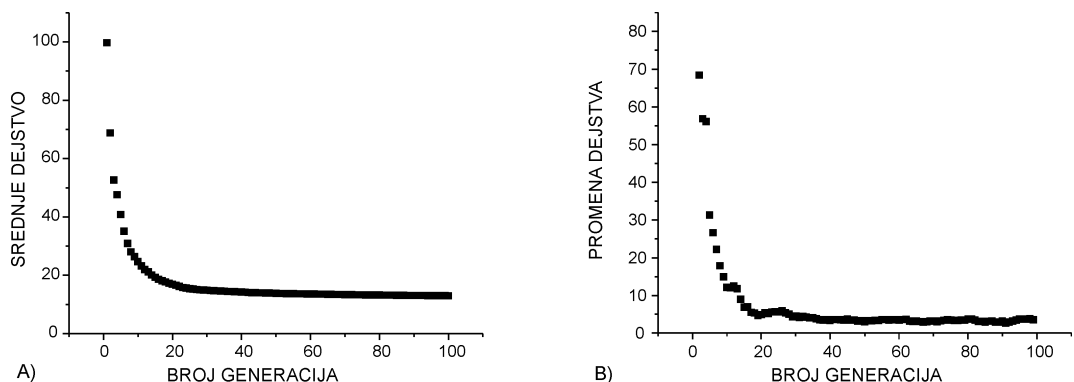 SREDNJE DEJSTVO
100
80
60
40
20
0
0 20 40 60 80 100
BROJ GENERACIJA
A)
PROMENA DEJSTVA
80
70
60
50
40
30
20
10
0
0 20 40 60 80 100
BROJ GENERACIJA
B)